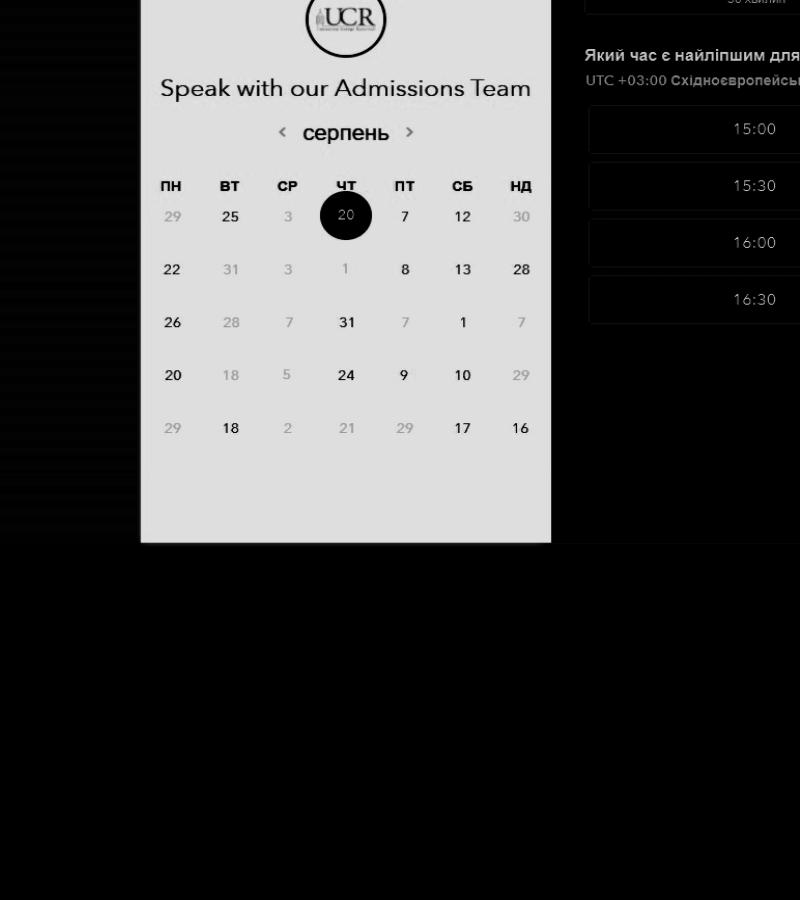 UCR
Speak with our Admissions Team
< серпень >
ПН ВТ СР ЧТ ПТ СБ НД
29 25 3 20 7 12 30
22 31 3 1 8 13 28
26 28 7 31 7 1 7
20 18 5 24 9 10 29
29 18 2 21 29 17 16
хвилин
Який час є найліпшим для
UTC +03:00 Східноєвропейсь
15:00
15:30
16:00
16:30